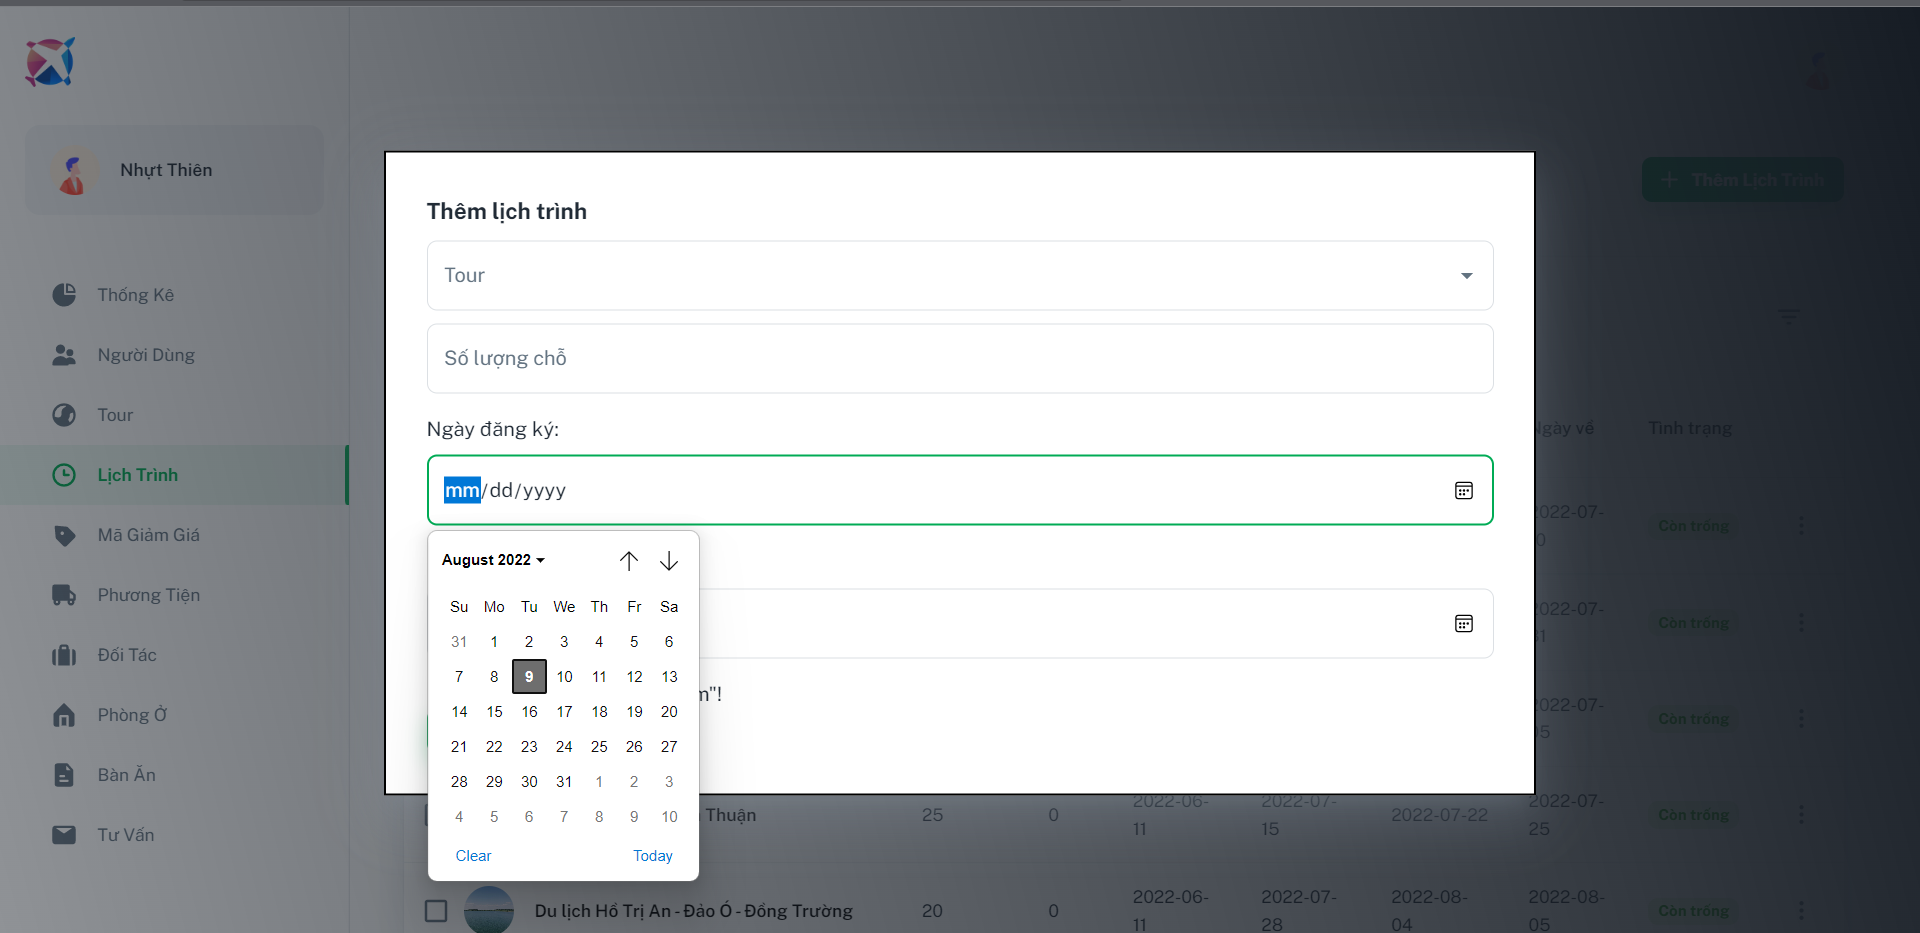 Nhựt Thiên
Thống Kê
Người Dùng
Tour
Lịch Trình
Mã Giảm Giá
Phương Tiện
Đối Tác
Phòng Ở
Bàn Ăn
Tư Vấn
+ Thêm Lịch Trình
Thêm lịch trình
Tour
Số lượng chỗ
Ngày đăng ký:
mm/dd/yyyy
August 2022
Su Mo Tu We Th Fr Sa
31 1 2 3 4 5 6
7 8 9 10 11 12 13
14 15 16 17 18 19 20
21 22 23 24 25 26 27
28 29 30 31 1 2 3
4 5 6 7 8 9 10
Clear Today
Ngày về Tình trạng
2022-07- Còn trống
2022-07- Còn trống
2022-07- Còn trống
Thuận 25 0 2022-06-11 2022-07-15 2022-07-22 2022-07-25 Còn trống
Du lịch Hồ Trị An - Đảo Ó - Đồng Trường 20 0 2022-06-11 2022-07-28 2022-08-04 2022-08-05 Còn trống